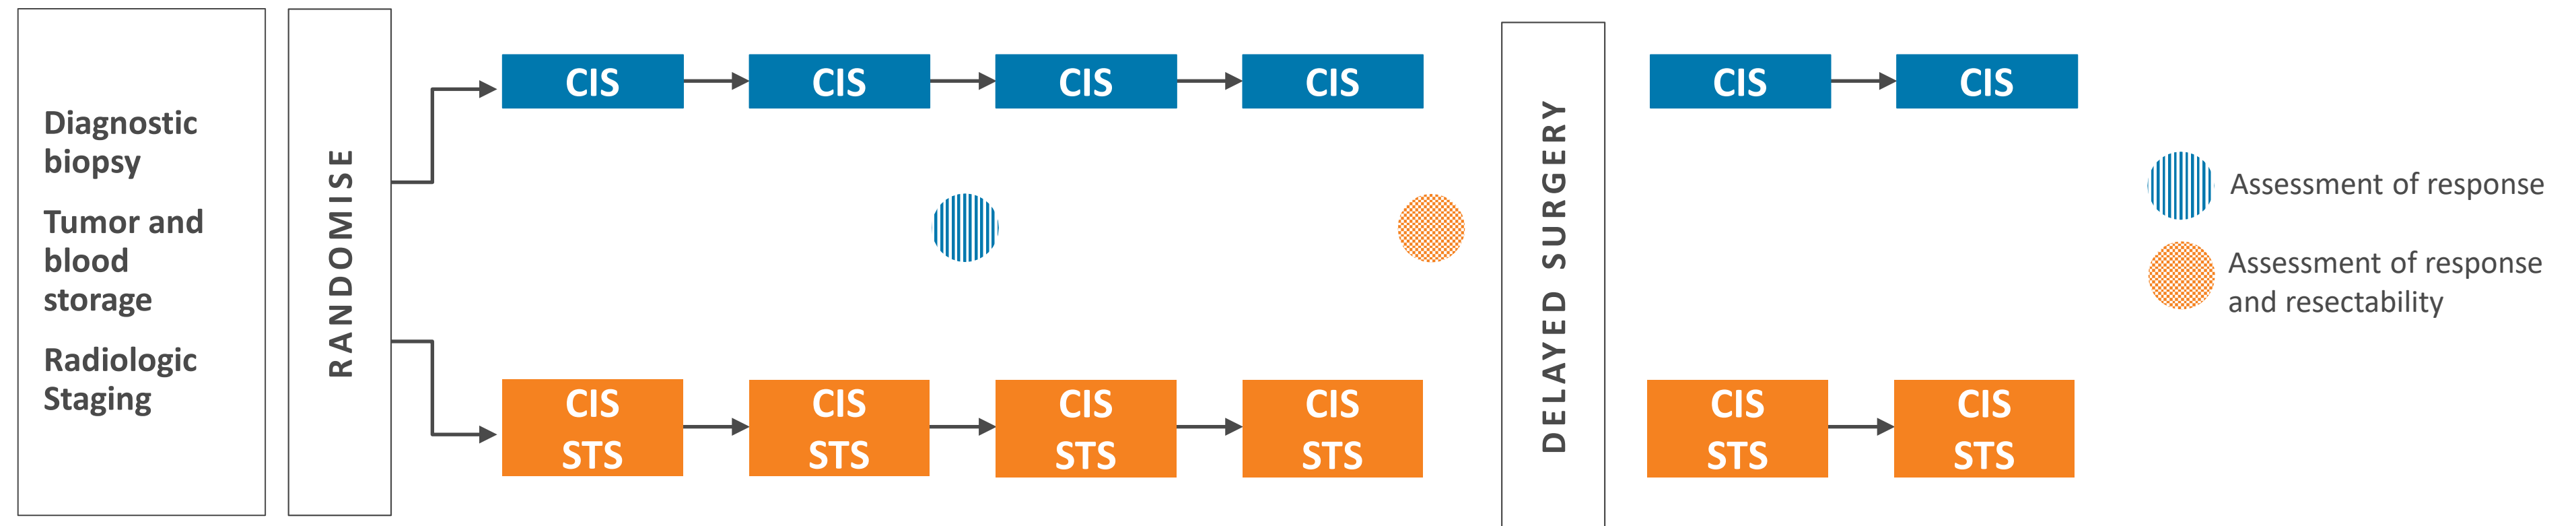 Diagnostic
biopsy
Tumor and
blood
storage
Radiologic
Staging
RANDOMISE
CIS
CIS
CIS
CIS
CIS
STS
CIS
STS
CIS
STS
CIS
STS
DELAYED SURGERY
CIS
CIS
CIS
STS
CIS
STS
Assessment of response
Assessment of response
and resectability